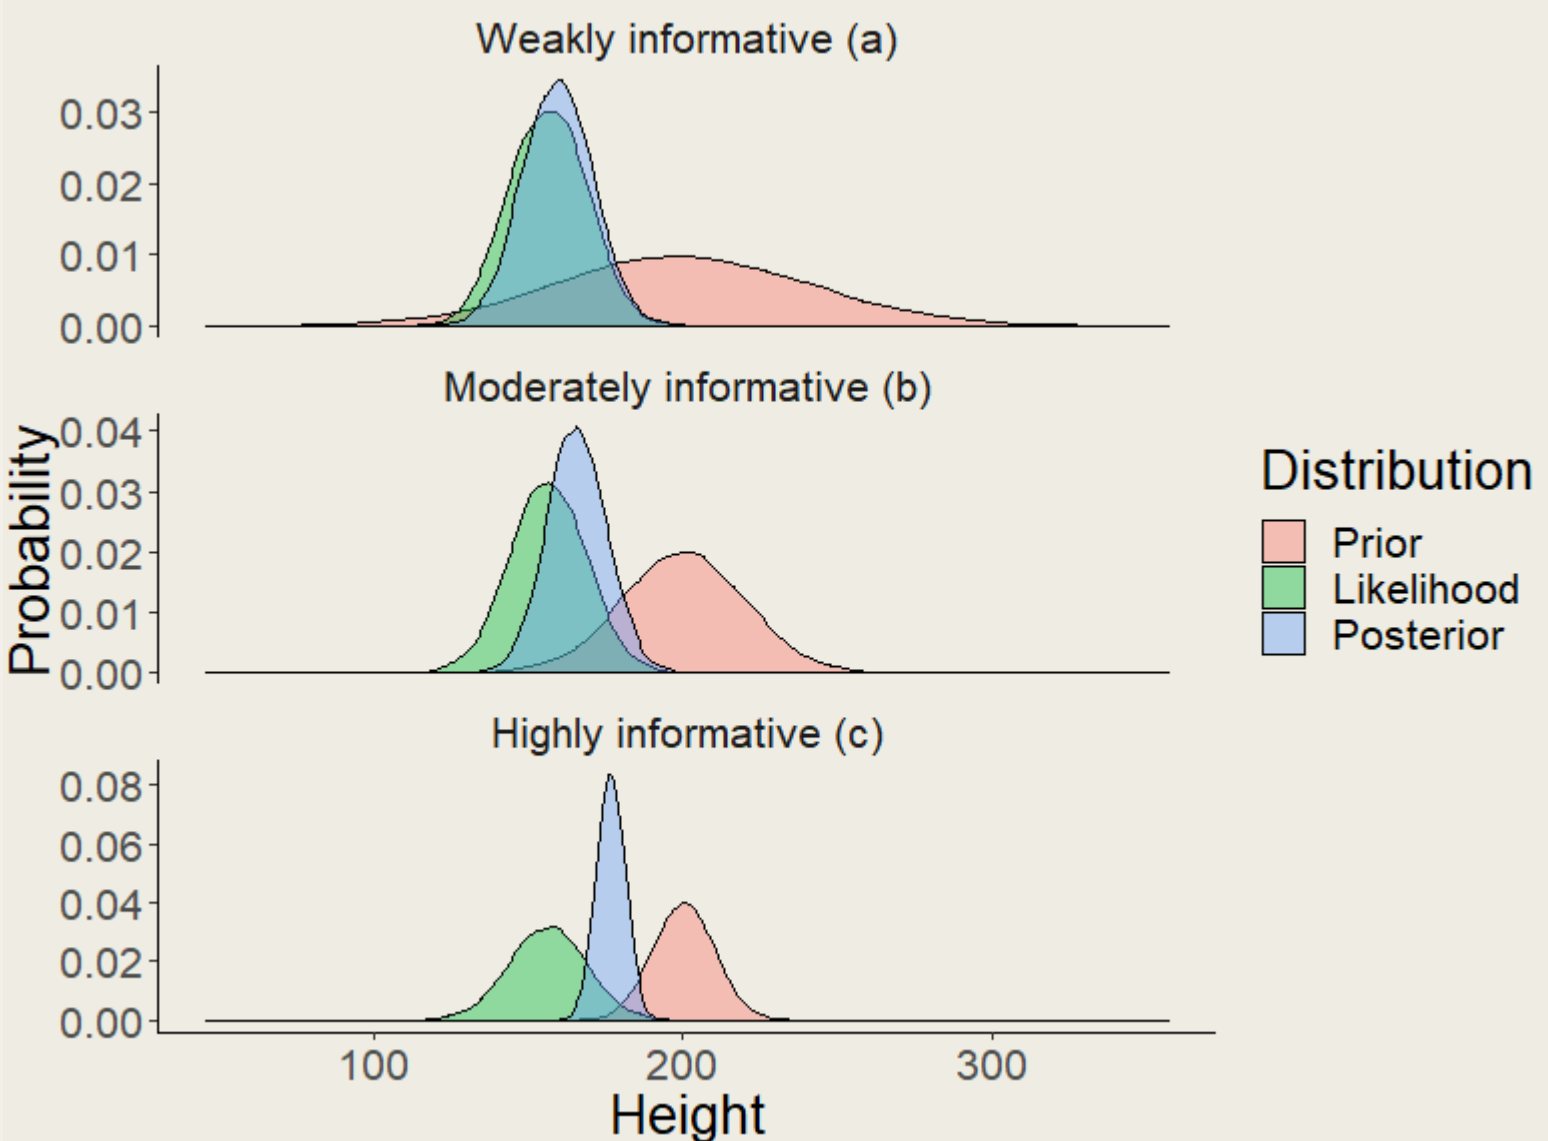 Weakly informative (a)
0.03
0.02
0.01
0.00
Moderately informative (b)
0.04
0.03
0.02
0.01
0.00
Highly informative (c)
0.08
0.06
0.04
0.02
0.00
100 200 300
Height
Probability
Distribution
Prior
Likelihood
Posterior